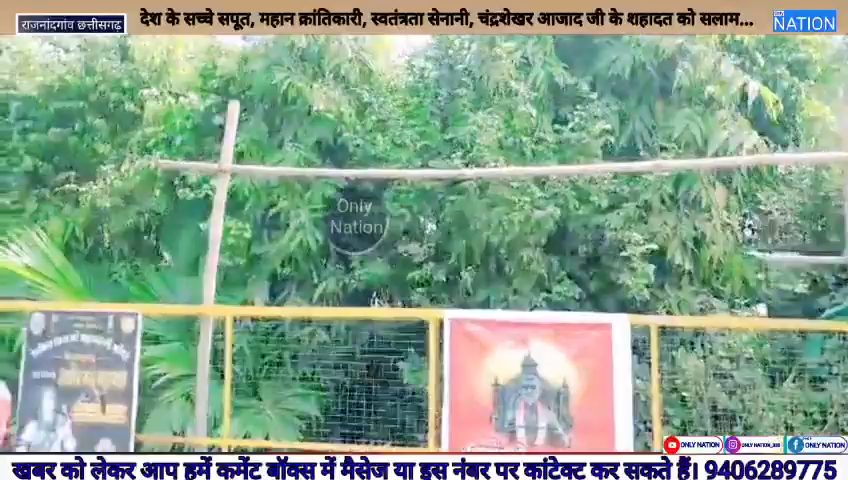 राजनांदगांव छत्तीसगढ़
देश के सच्चे सपूत, महान क्रांतिकारी, स्वतंत्रता सेनानी, चंद्रशेखर आजाद जी के शहादत को सलाम...
NATION
Only
Nation
ONLY NATION
ONLY NATION
खबर को लेकर आप हमें कमेंट बॉक्स में मैसेज या इस नंबर पर कांटेक्ट कर सकते हैं। 9406289775